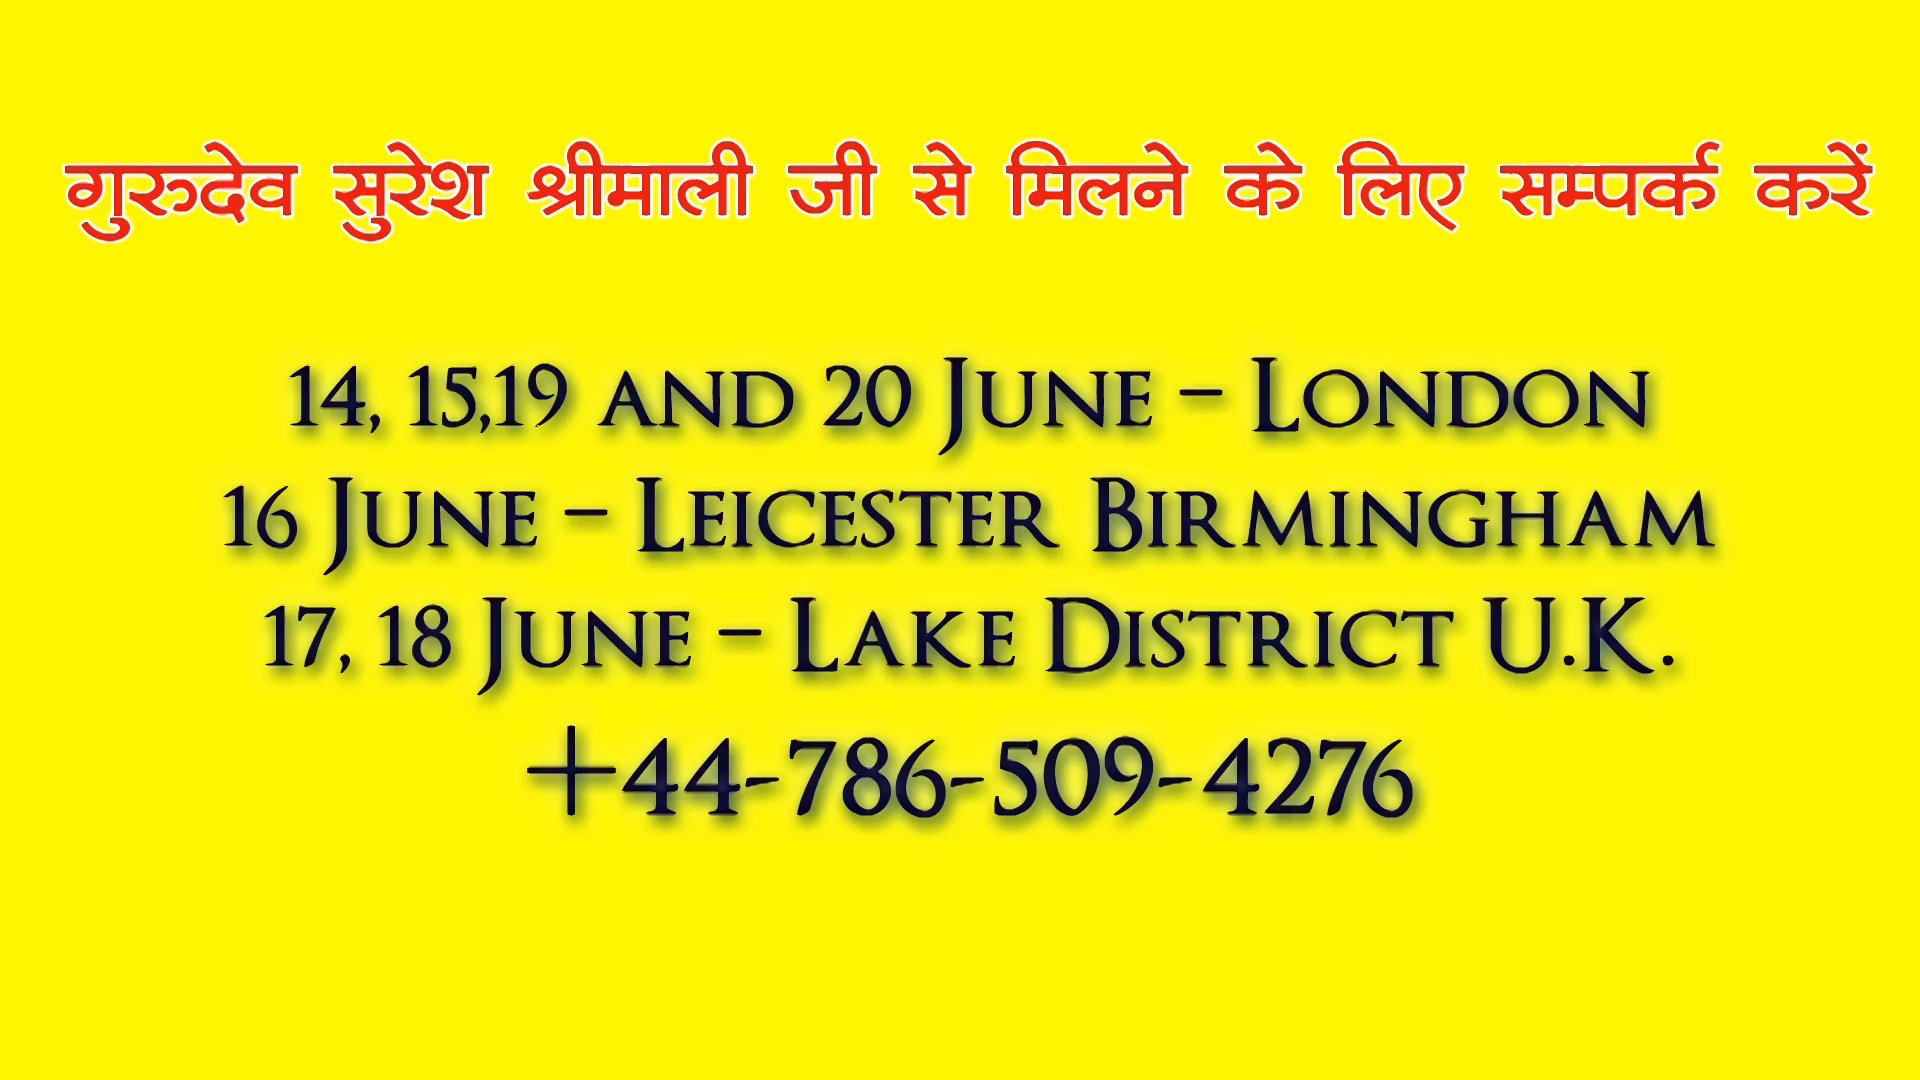 गुरुदेव सुरेश श्रीमाली जी से मिलने के लिए सम्पर्क करें
14, 15,19 and 20 June – London
16 June – Leicester Birmingham
17, 18 June – Lake District U.K.
+44-786-509-4276